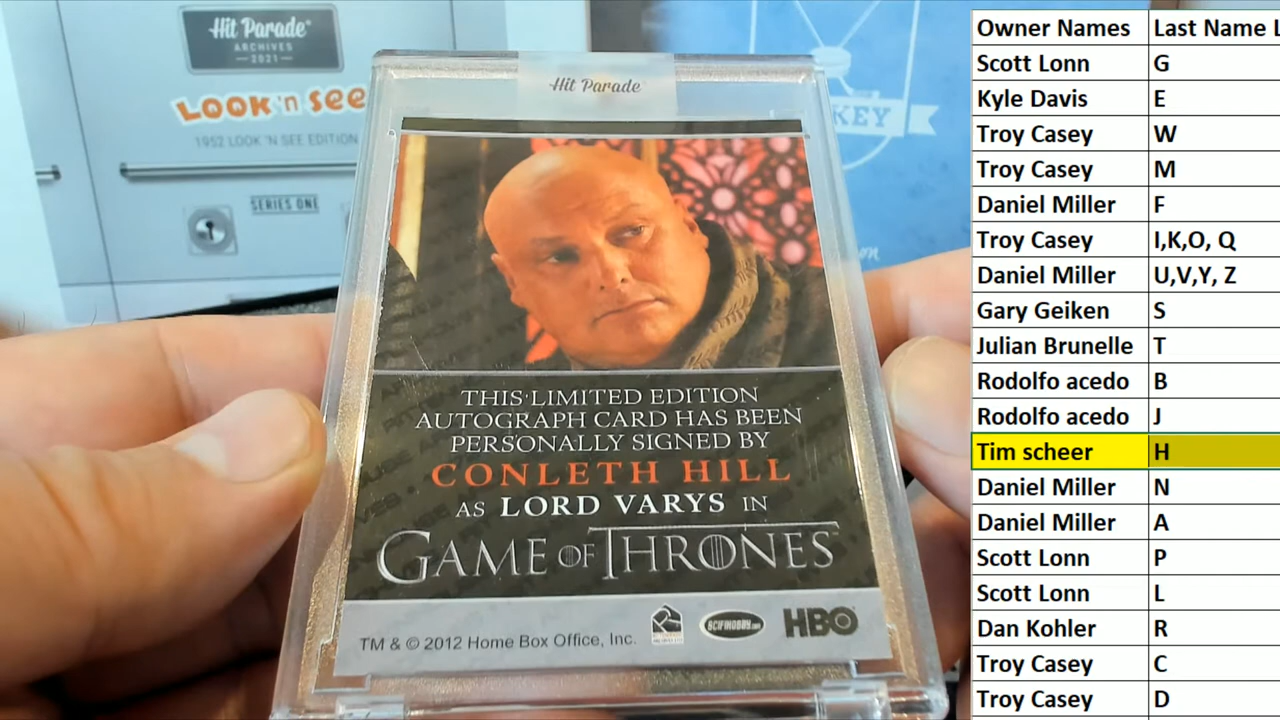 Hit Parade
ARCHIVES
2021
LOOK 'n SEE
1952 LOOK 'N SEE EDITION
SERIES ONE
Hit Parade
KEY
THIS LIMITED EDITION
AUTOGRAPH CARD HAS BEEN
PERSONALLY SIGNED BY
CONLETH HILL
AS LORD VARYS IN
GAME OF THRONES
TM & © 2012 Home Box Office, Inc.
SCIFIHOBBY.com
HBO
Owner Names Last Name L
Scott Lonn G
Kyle Davis E
Troy Casey W
Troy Casey M
Daniel Miller F
Troy Casey I,K,O, Q
Daniel Miller U,V,Y, Z
Gary Geiken S
Julian Brunelle T
Rodolfo acedo B
Rodolfo acedo J
Tim scheer H
Daniel Miller N
Daniel Miller A
Scott Lonn P
Scott Lonn L
Dan Kohler R
Troy Casey C
Troy Casey D